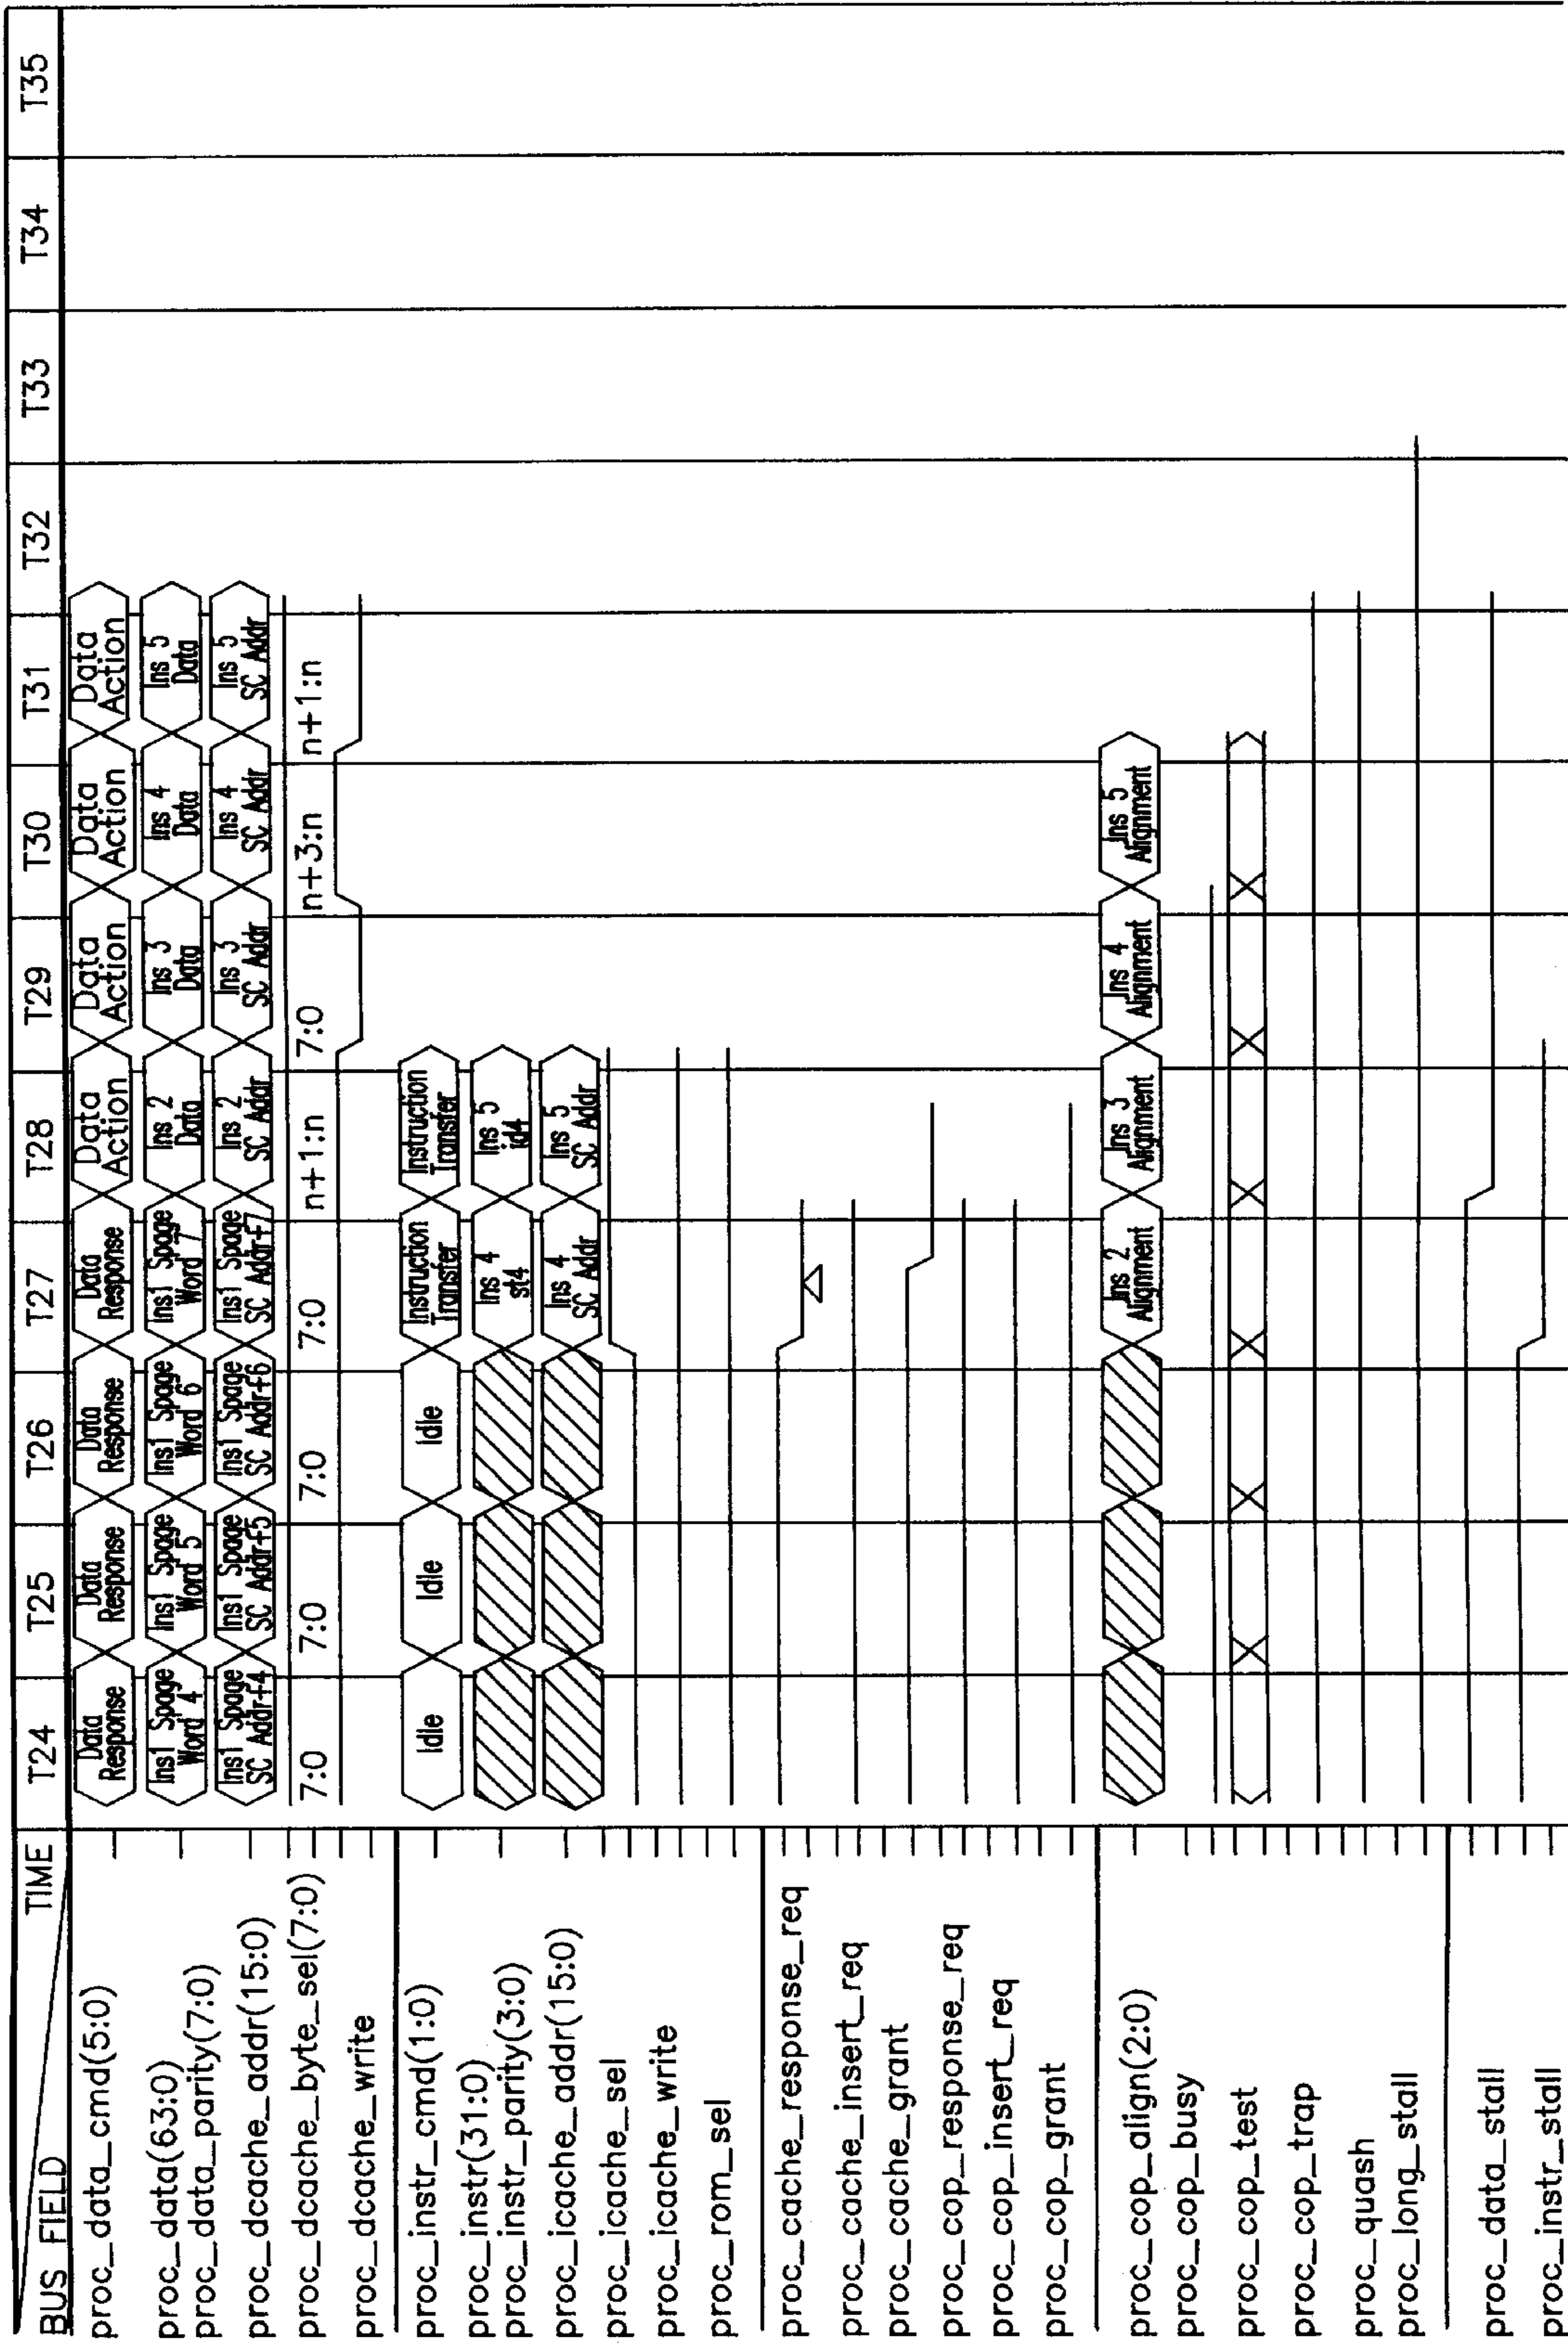 BUS FIELD TIME T24 T25 T26 T27 T28 T29 T30 T31 T32 T33 T34 T35
proc_data_cmd(5:0)
Data Response
Data Response
Data Response
Data Response
Data Action
Data Action
Data Action
Data Action
proc_data(63:0)
proc_data_parity(7:0)
Ins1 Spage Word 4
Ins1 Spage Word 5
Ins1 Spage Word 6
Ins1 Spage Word 7
Ins 2 Data
Ins 3 Data
Ins 4 Data
Ins 5 Data
proc_dcache_addr(15:0)
Ins1 Spage SC Addr+4
Ins1 Spage SC Addr+5
Ins1 Spage SC Addr+6
Ins1 Spage SC Addr+7
Ins 2 SC Addr
Ins 3 SC Addr
Ins 4 SC Addr
Ins 5 SC Addr
proc_dcache_byte_sel(7:0)
7:0 7:0 7:0 7:0 n+1:n 7:0 n+3:n n+1:n
proc_dcache_write
proc_instr_cmd(1:0)
Idle
Idle
Idle
Instruction Transfer
Instruction Transfer
proc_instr(31:0)
proc_instr_parity(3:0)
Ins 4 st4
Ins 5 id4
proc_icache_addr(15:0)
Ins 4 SC Addr
Ins 5 SC Addr
proc_icache_sel
proc_icache_write
proc_rom_sel
proc_cache_response_req
proc_cache_insert_req
proc_cache_grant
proc_cop_response_req
proc_cop_insert_req
proc_cop_grant
proc_cop_align(2:0)
Ins 2 Alignment
Ins 3 Alignment
Ins 4 Alignment
Ins 5 Alignment
proc_cop_busy
proc_cop_test
proc_cop_trap
proc_quash
proc_long_stall
proc_data_stall
proc_instr_stall